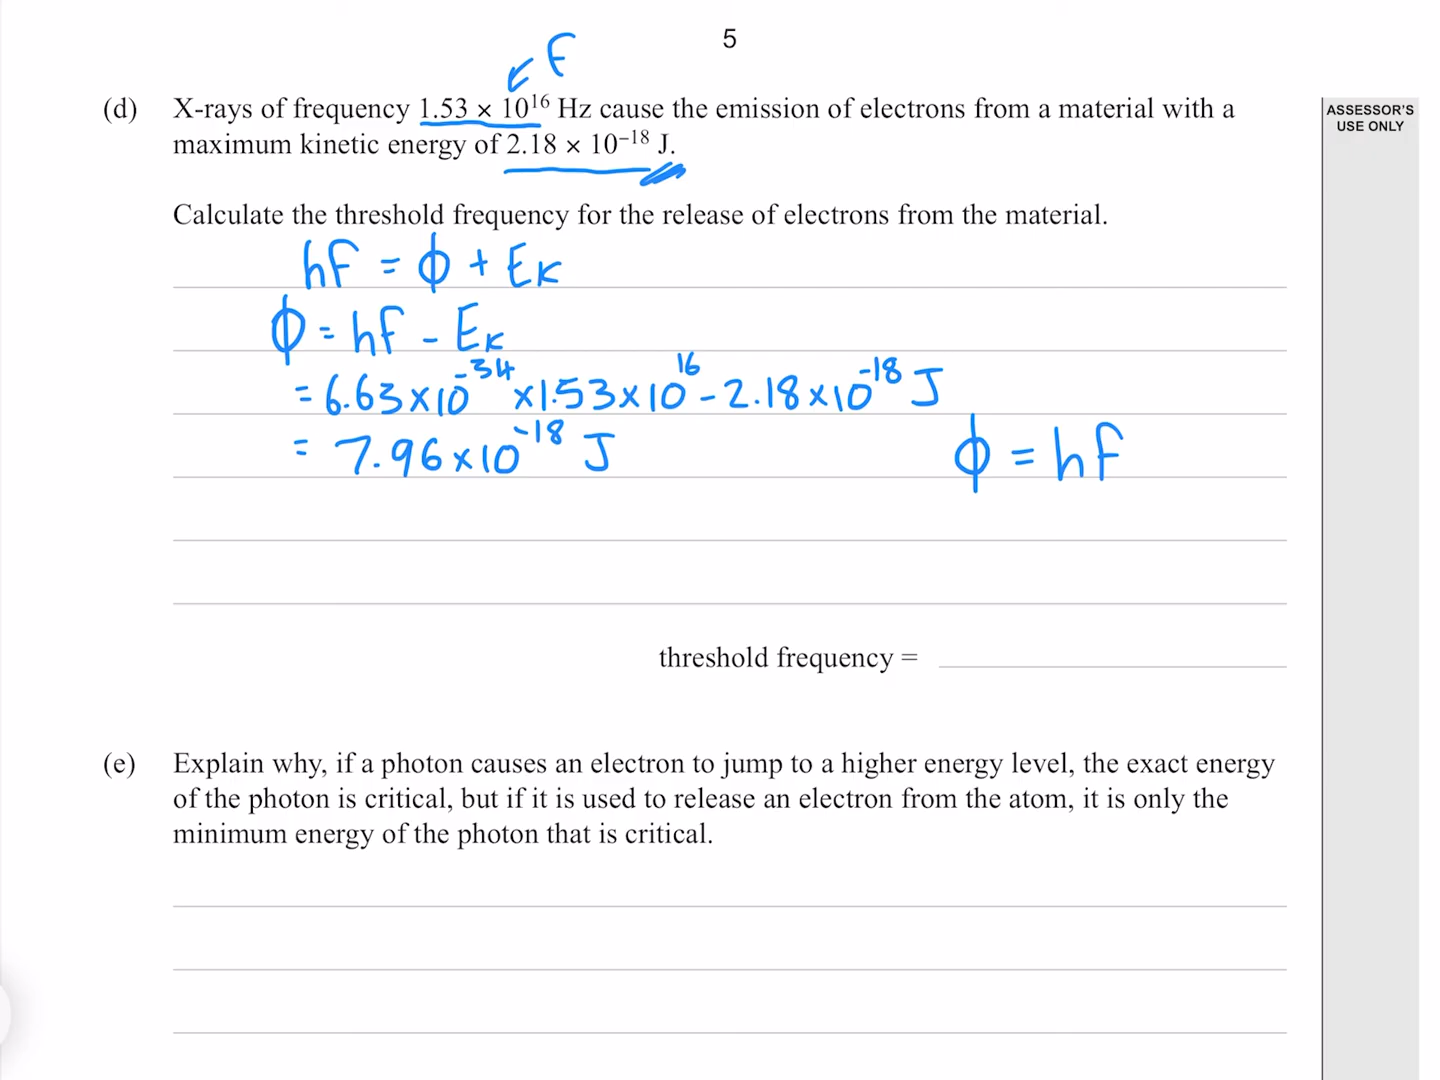 5
F
(d) X-rays of frequency 1.53 × 10¹⁶ Hz cause the emission of electrons from a material with a
maximum kinetic energy of 2.18 × 10⁻¹⁸ J.
ASSESSOR'S
USE ONLY
Calculate the threshold frequency for the release of electrons from the material.
hf = ϕ + Eₖ
ϕ = hf - Eₖ
= 6.63×10⁻³⁴ ×1.53×10¹⁶ - 2.18×10⁻¹⁸ J
= 7.96×10⁻¹⁸ J
ϕ = hf
threshold frequency =
(e) Explain why, if a photon causes an electron to jump to a higher energy level, the exact energy
of the photon is critical, but if it is used to release an electron from the atom, it is only the
minimum energy of the photon that is critical.